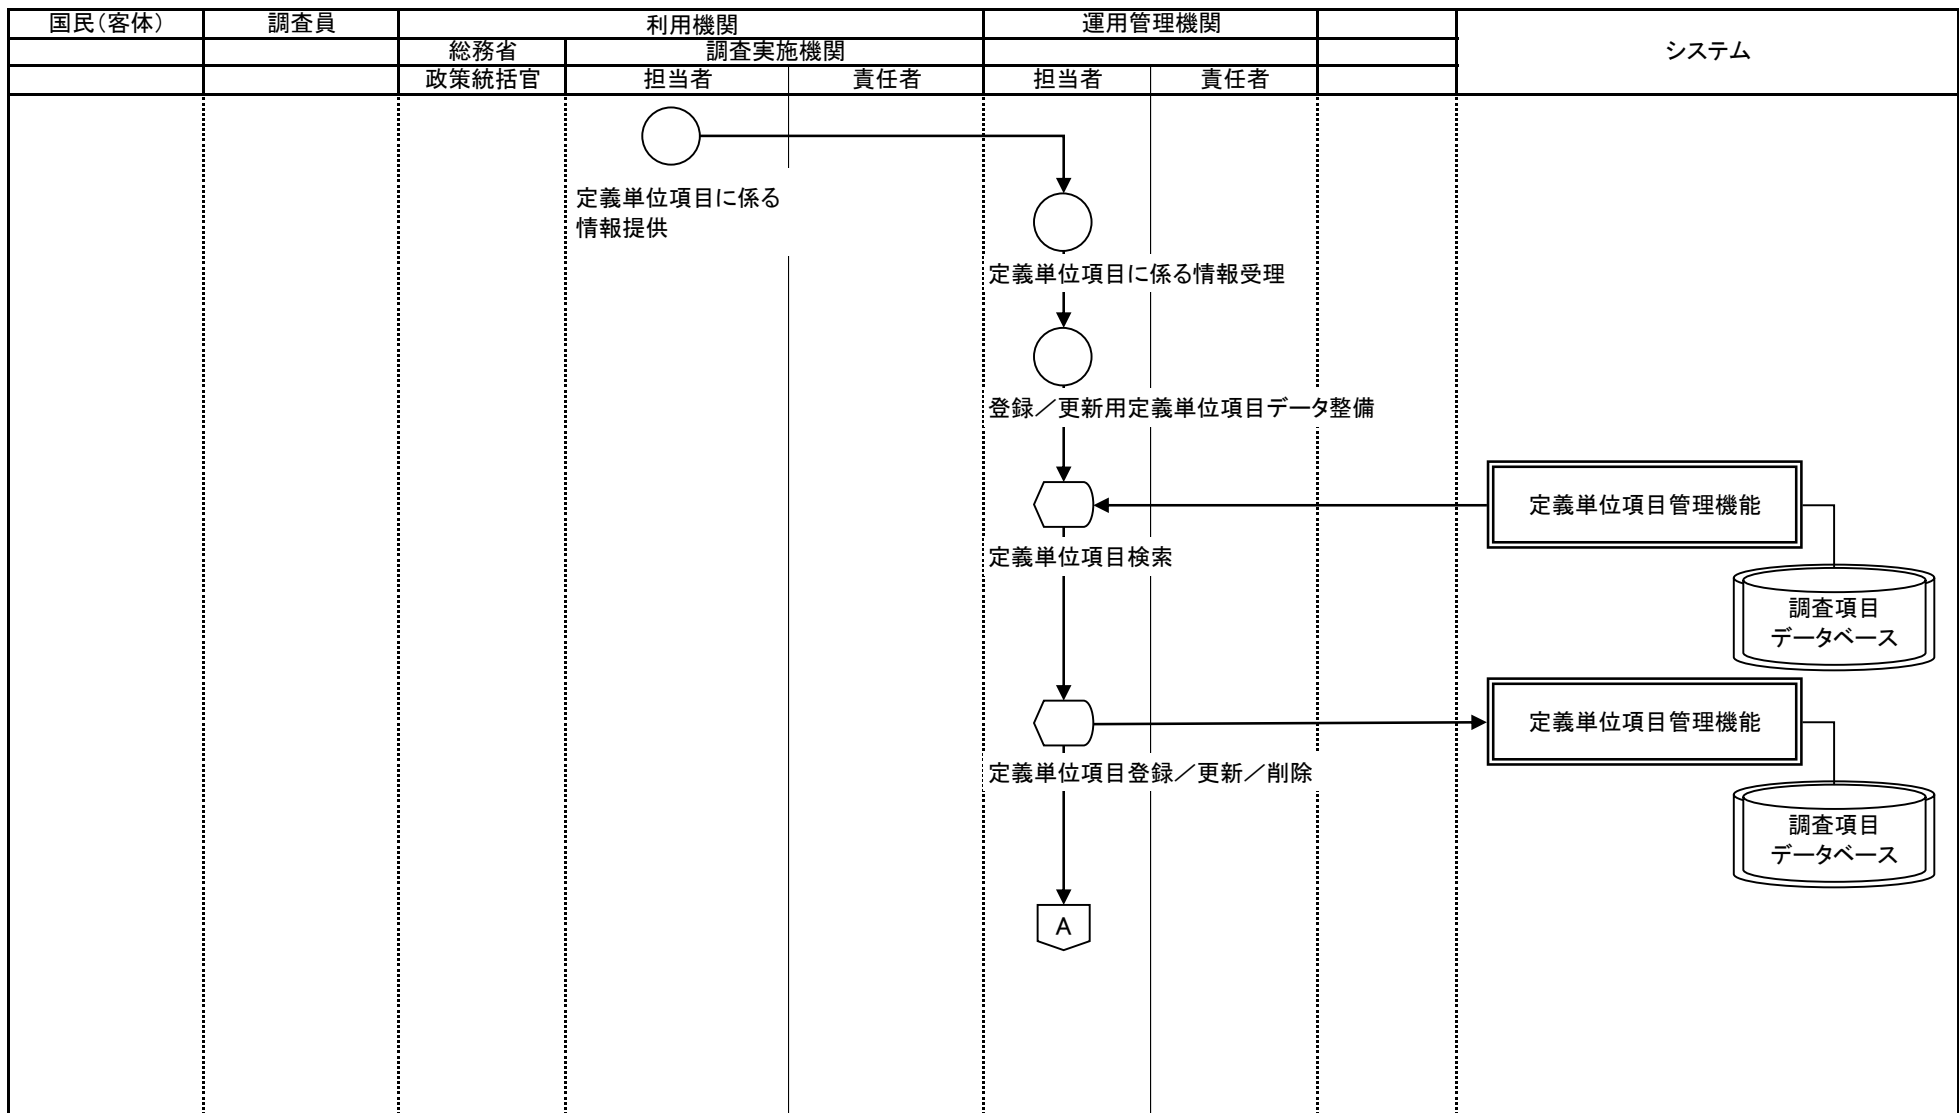 国民（客体）
調査員
利用機関
運用管理機関
システム
総務省
調査実施機関
政策統括官
担当者
責任者
担当者
責任者
定義単位項目に係る
情報提供
定義単位項目に係る情報受理
登録／更新用定義単位項目データ整備
定義単位項目管理機能
定義単位項目検索
調査項目
データベース
定義単位項目管理機能
定義単位項目登録／更新／削除
調査項目
データベース
A